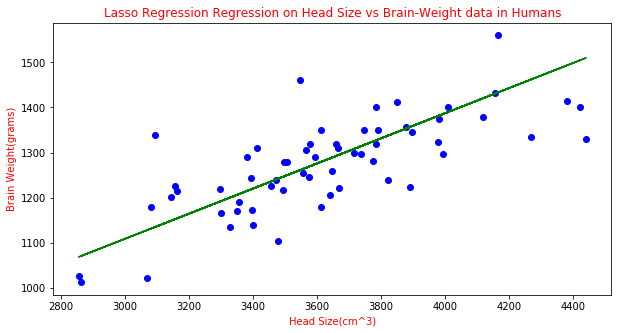 Lasso Regression Regression on Head Size vs Brain-Weight data in Humans
Brain Weight(grams)
1500
1400
1300
1200
1100
1000
2800 3000 3200 3400 3600 3800 4000 4200 4400
Head Size(cm^3)